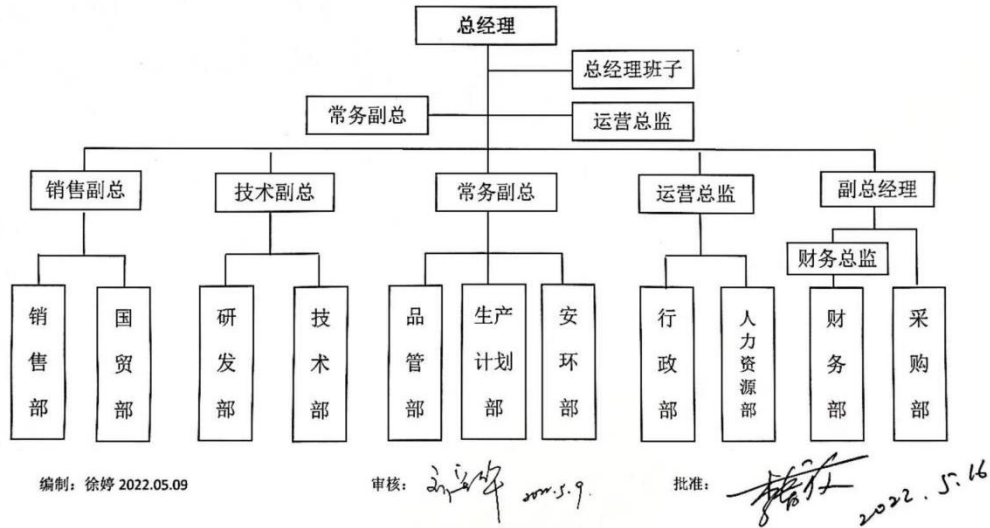 总经理
总经理班子
常务副总
运营总监
销售副总
技术副总
常务副总
运营总监
副总经理
财务总监
销售部
国贸部
研发部
技术部
品管部
生产计划部
安环部
行政部
人力资源部
财务部
采购部
编制：徐婷 2022.05.09
审核：
批准：
2022.5.16